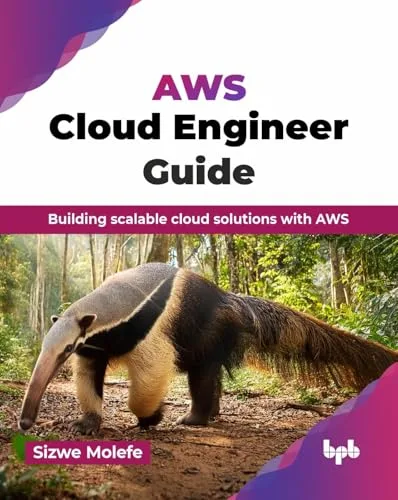 AWS
Cloud Engineer
Guide
Building scalable cloud solutions with AWS
Sizwe Molefe
bpb